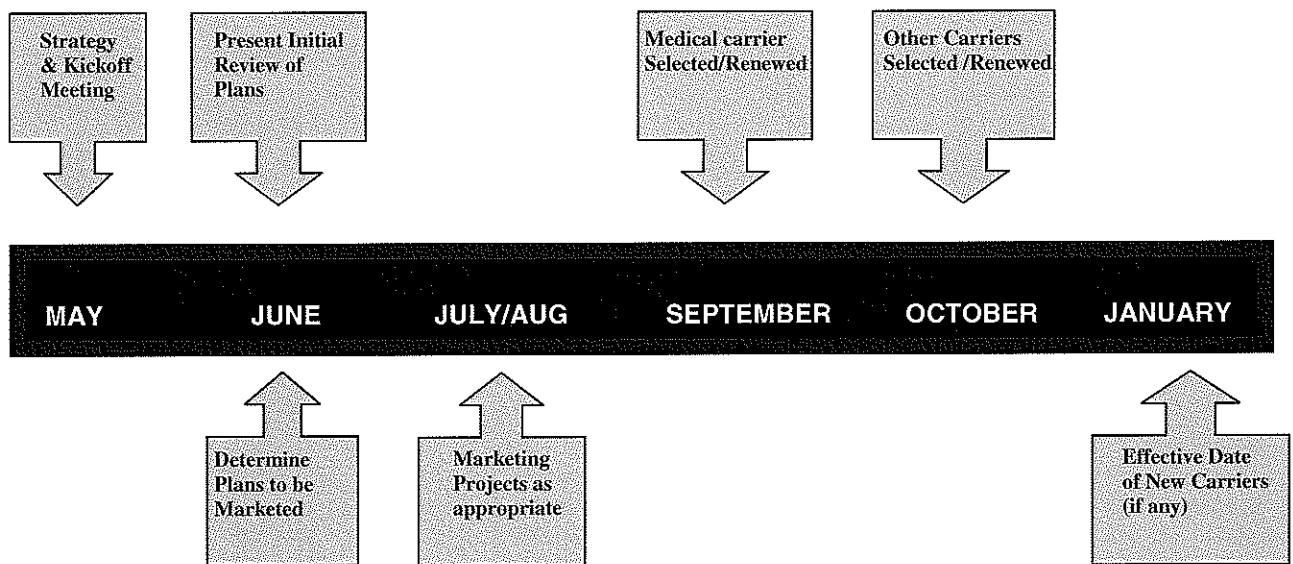 Strategy
& Kickoff
Meeting
Present Initial
Review of
Plans
Medical carrier
Selected/Renewed
Other Carriers
Selected /Renewed
MAY JUNE JULY/AUG SEPTEMBER OCTOBER JANUARY
Determine
Plans to be
Marketed
Marketing
Projects as
appropriate
Effective Date
of New Carriers
(if any)